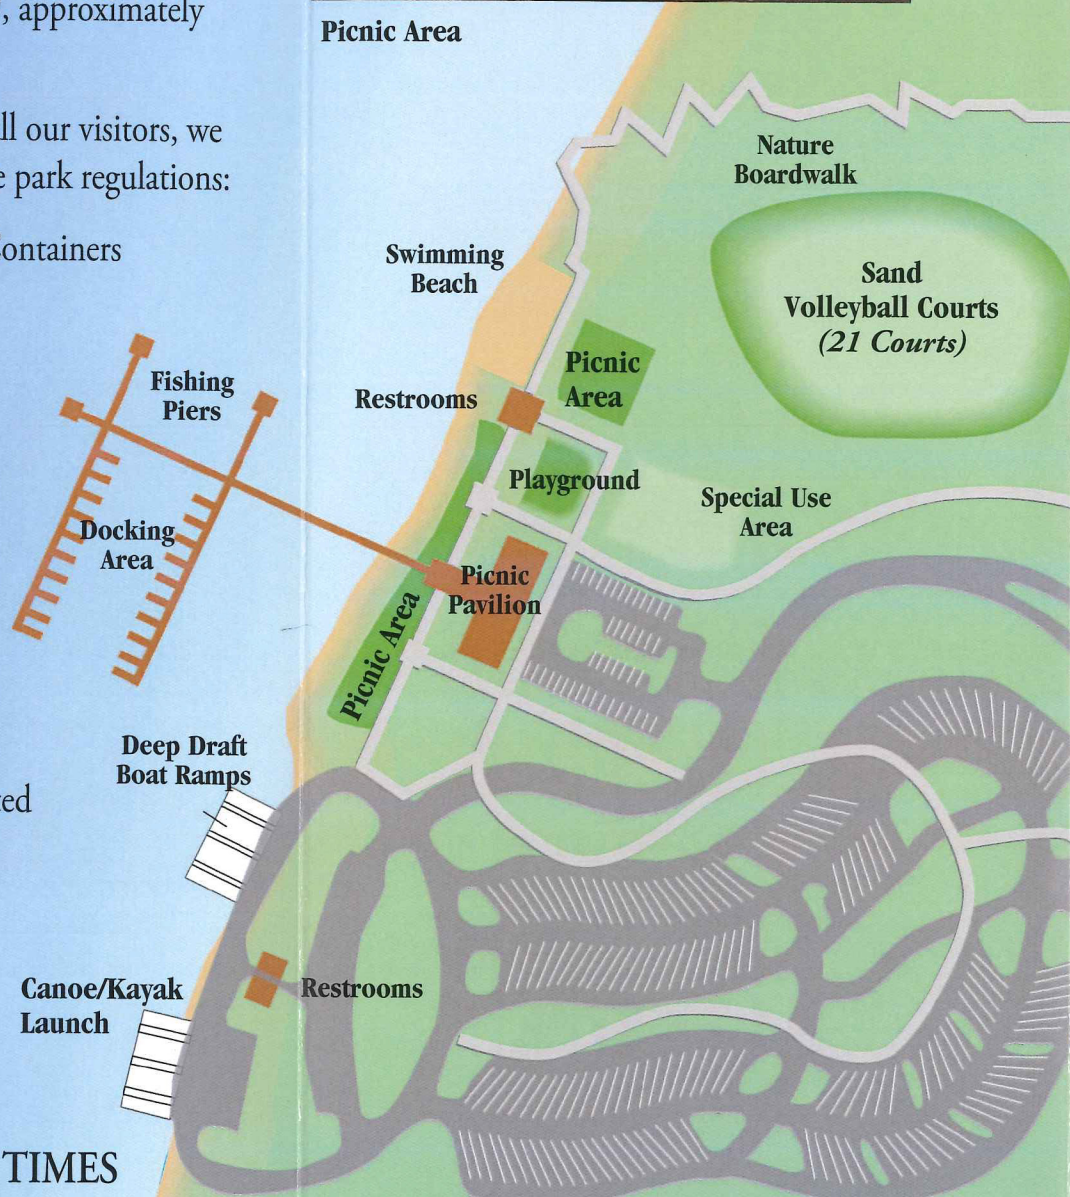 , approximately
ll our visitors, we
e park regulations:
ontainers
ted
TIMES
Picnic Area
Nature
Boardwalk
Swimming
Beach
Sand
Volleyball Courts
(21 Courts)
Picnic
Area
Restrooms
Fishing
Piers
Playground
Special Use
Area
Docking
Area
Picnic
Pavilion
Picnic Area
Deep Draft
Boat Ramps
Canoe/Kayak
Launch
Restrooms